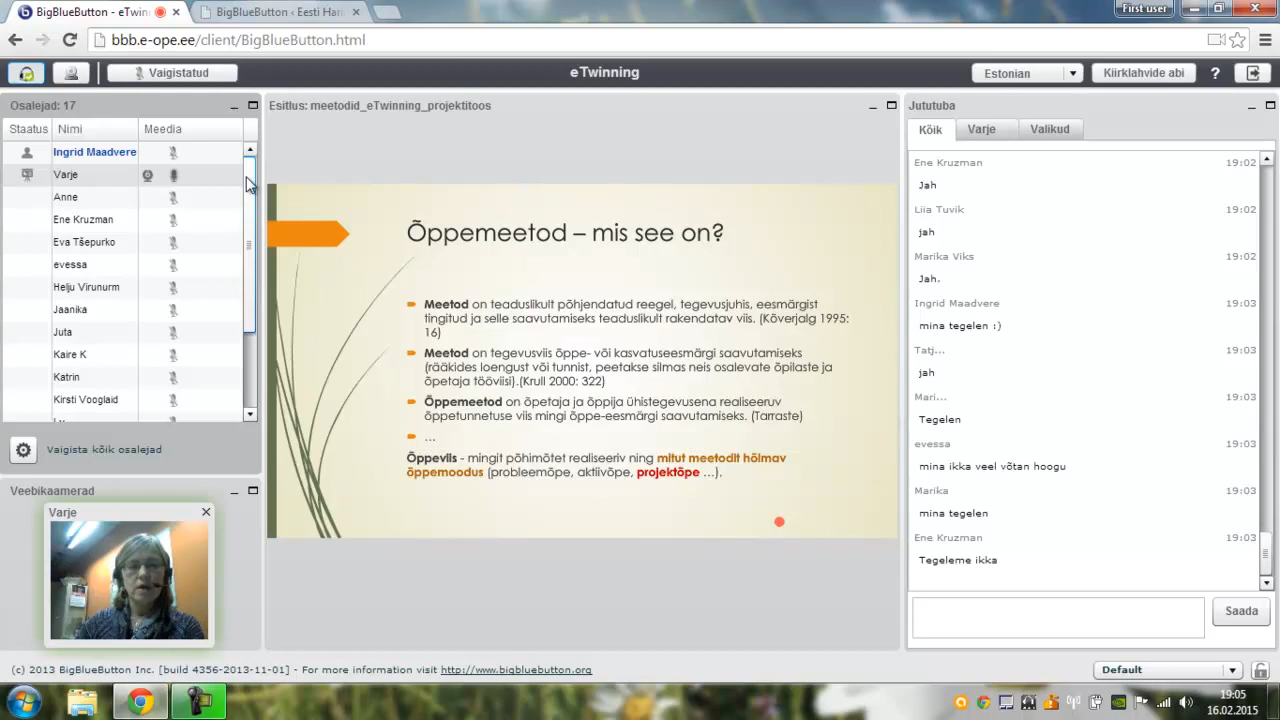 BigBlueButton - eTwin
BigBlueButton ‹ Eesti Hari
First user
bbb.e-ope.ee/client/BigBlueButton.html
Vaigistatud
eTwinning
Estonian
Kiirklahvide abi
?
Osalejad: 17
Staatus Nimi Meedia
Ingrid Maadvere
Varje
Anne
Ene Kruzman
Eva Tšepurko
evessa
Helju Virunurm
Jaanika
Juta
Kaire K
Katrin
Kirsti Vooglaid
Vaigista kõik osalejad
Veebikaamerad
Varje
Esitlus: meetodid_eTwinning_projektitoos
Õppemeetod – mis see on?
Meetod on teaduslikult põhjendatud reegel, tegevusjuhis, eesmärgist
tingitud ja selle saavutamiseks teaduslikult rakendatav viis. (Kõverjalg 1995:
16)
Meetod on tegevusviis õppe- või kasvatuseesmärgi saavutamiseks
(rääkides loengust või tunnist, peetakse silmas neis osalevate õpilaste ja
õpetaja tööviisi).(Krull 2000: 322)
Õppemeetod on õpetaja ja õppija ühistegevusena realiseeruv
õppetunnetuse viis mingi õppe-eesmärgi saavutamiseks. (Tarraste)
...
Õppeviis - mingit põhimõtet realiseeriv ning mitut meetodit hõlmav
õppemoodus (probleemõpe, aktiivõpe, projektõpe ...).
Jututuba
Kõik Varje Valikud
Ene Kruzman 19:02
Jah
Liia Tuvik 19:02
jah
Marika Viks 19:02
Jah.
Ingrid Maadvere 19:03
mina tegelen :)
Tatj... 19:03
jah
Mari... 19:03
Tegelen
evessa 19:03
mina ikka veel võtan hoogu
Marika 19:03
mina tegelen
Ene Kruzman 19:03
Tegeleme ikka
Saada
(c) 2013 BigBlueButton Inc. [build 4356-2013-11-01] - For more information visit http://www.bigbluebutton.org
Default
19:05
16.02.2015